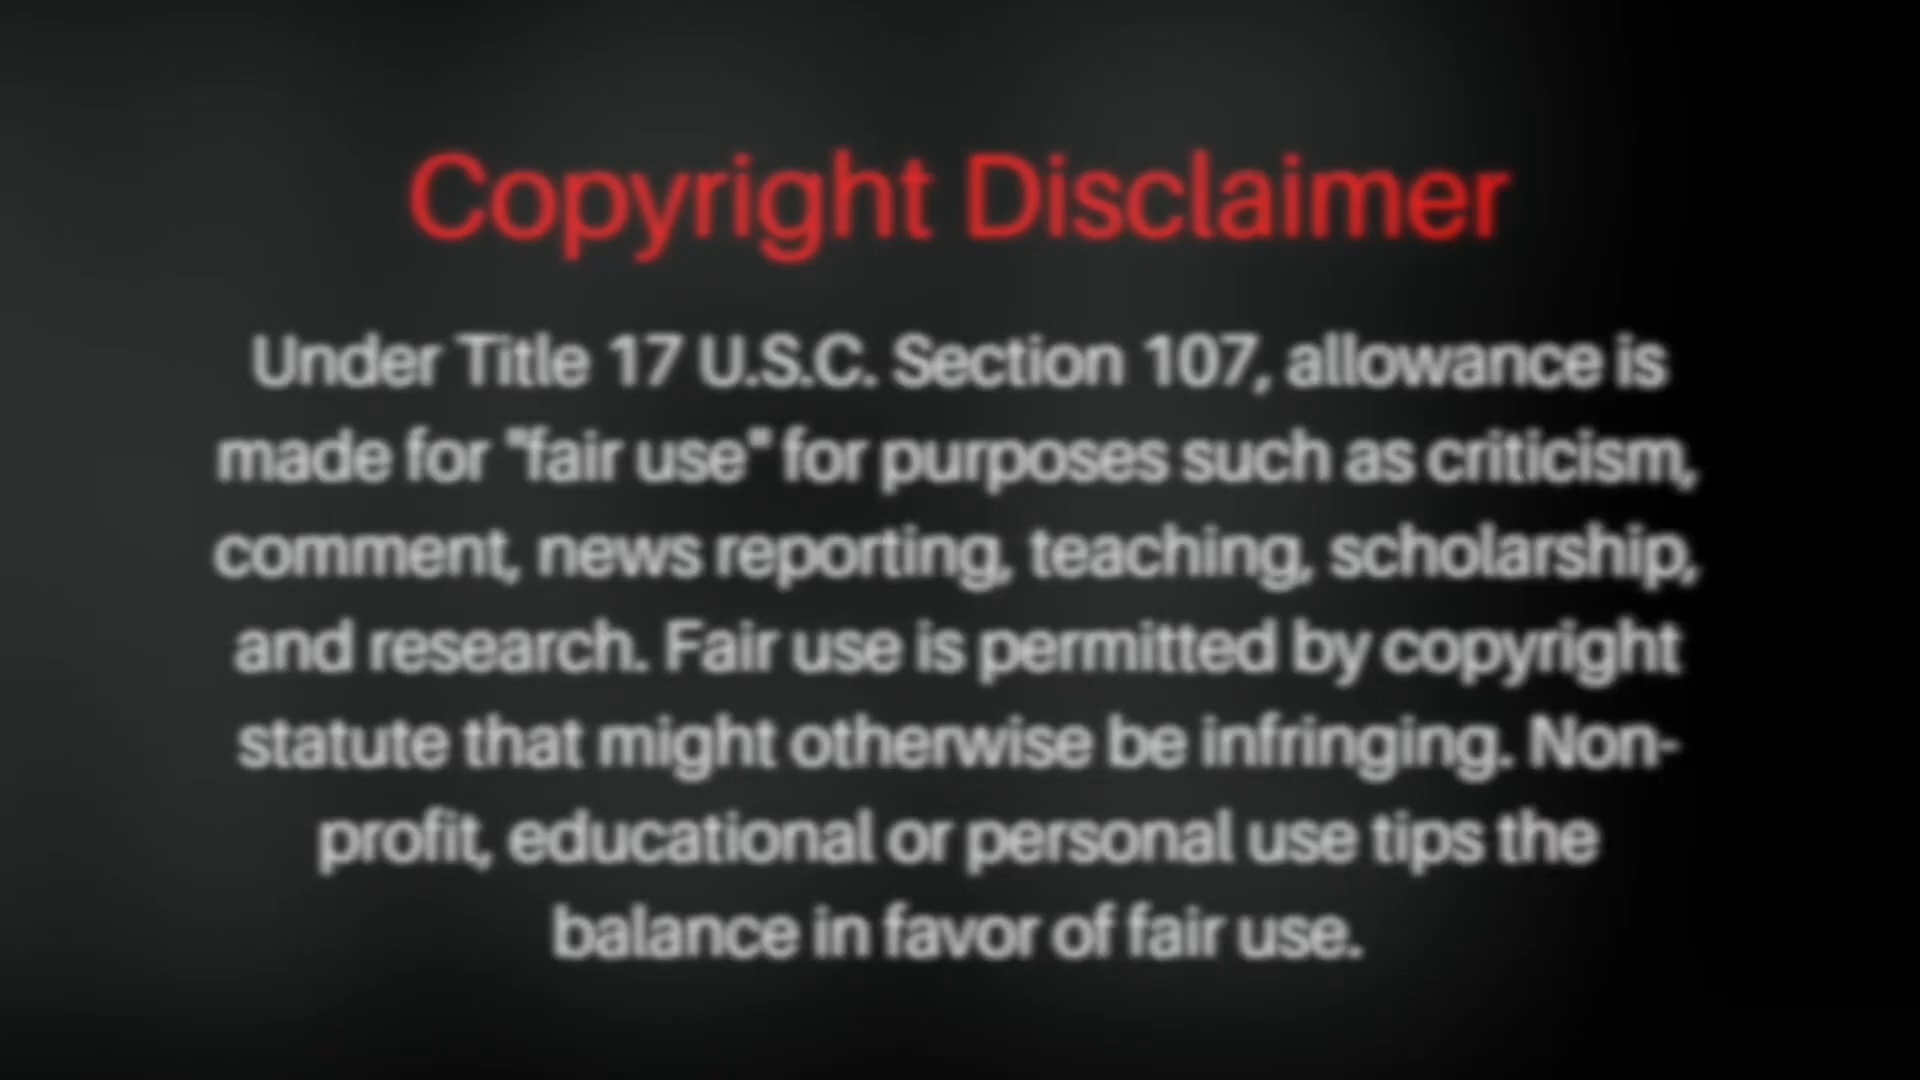 Copyright Disclaimer
Under Title 17 U.S.C. Section 107, allowance is
made for "fair use" for purposes such as criticism,
comment, news reporting, teaching, scholarship,
and research. Fair use is permitted by copyright
statute that might otherwise be infringing. Non-
profit, educational or personal use tips the
balance in favor of fair use.